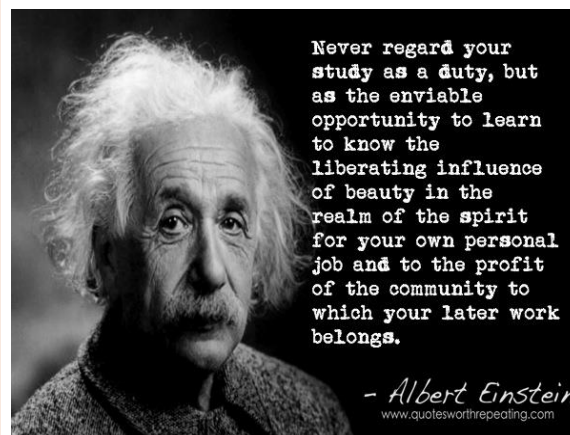 Never regard your
study as a duty, but
as the enviable
opportunity to learn
to know the
liberating influence
of beauty in the
realm of the spirit
for your own personal
job and to the profit
of the community to
which your later work
belongs.
- Albert Einstein
www.quotesworthrepeating.com